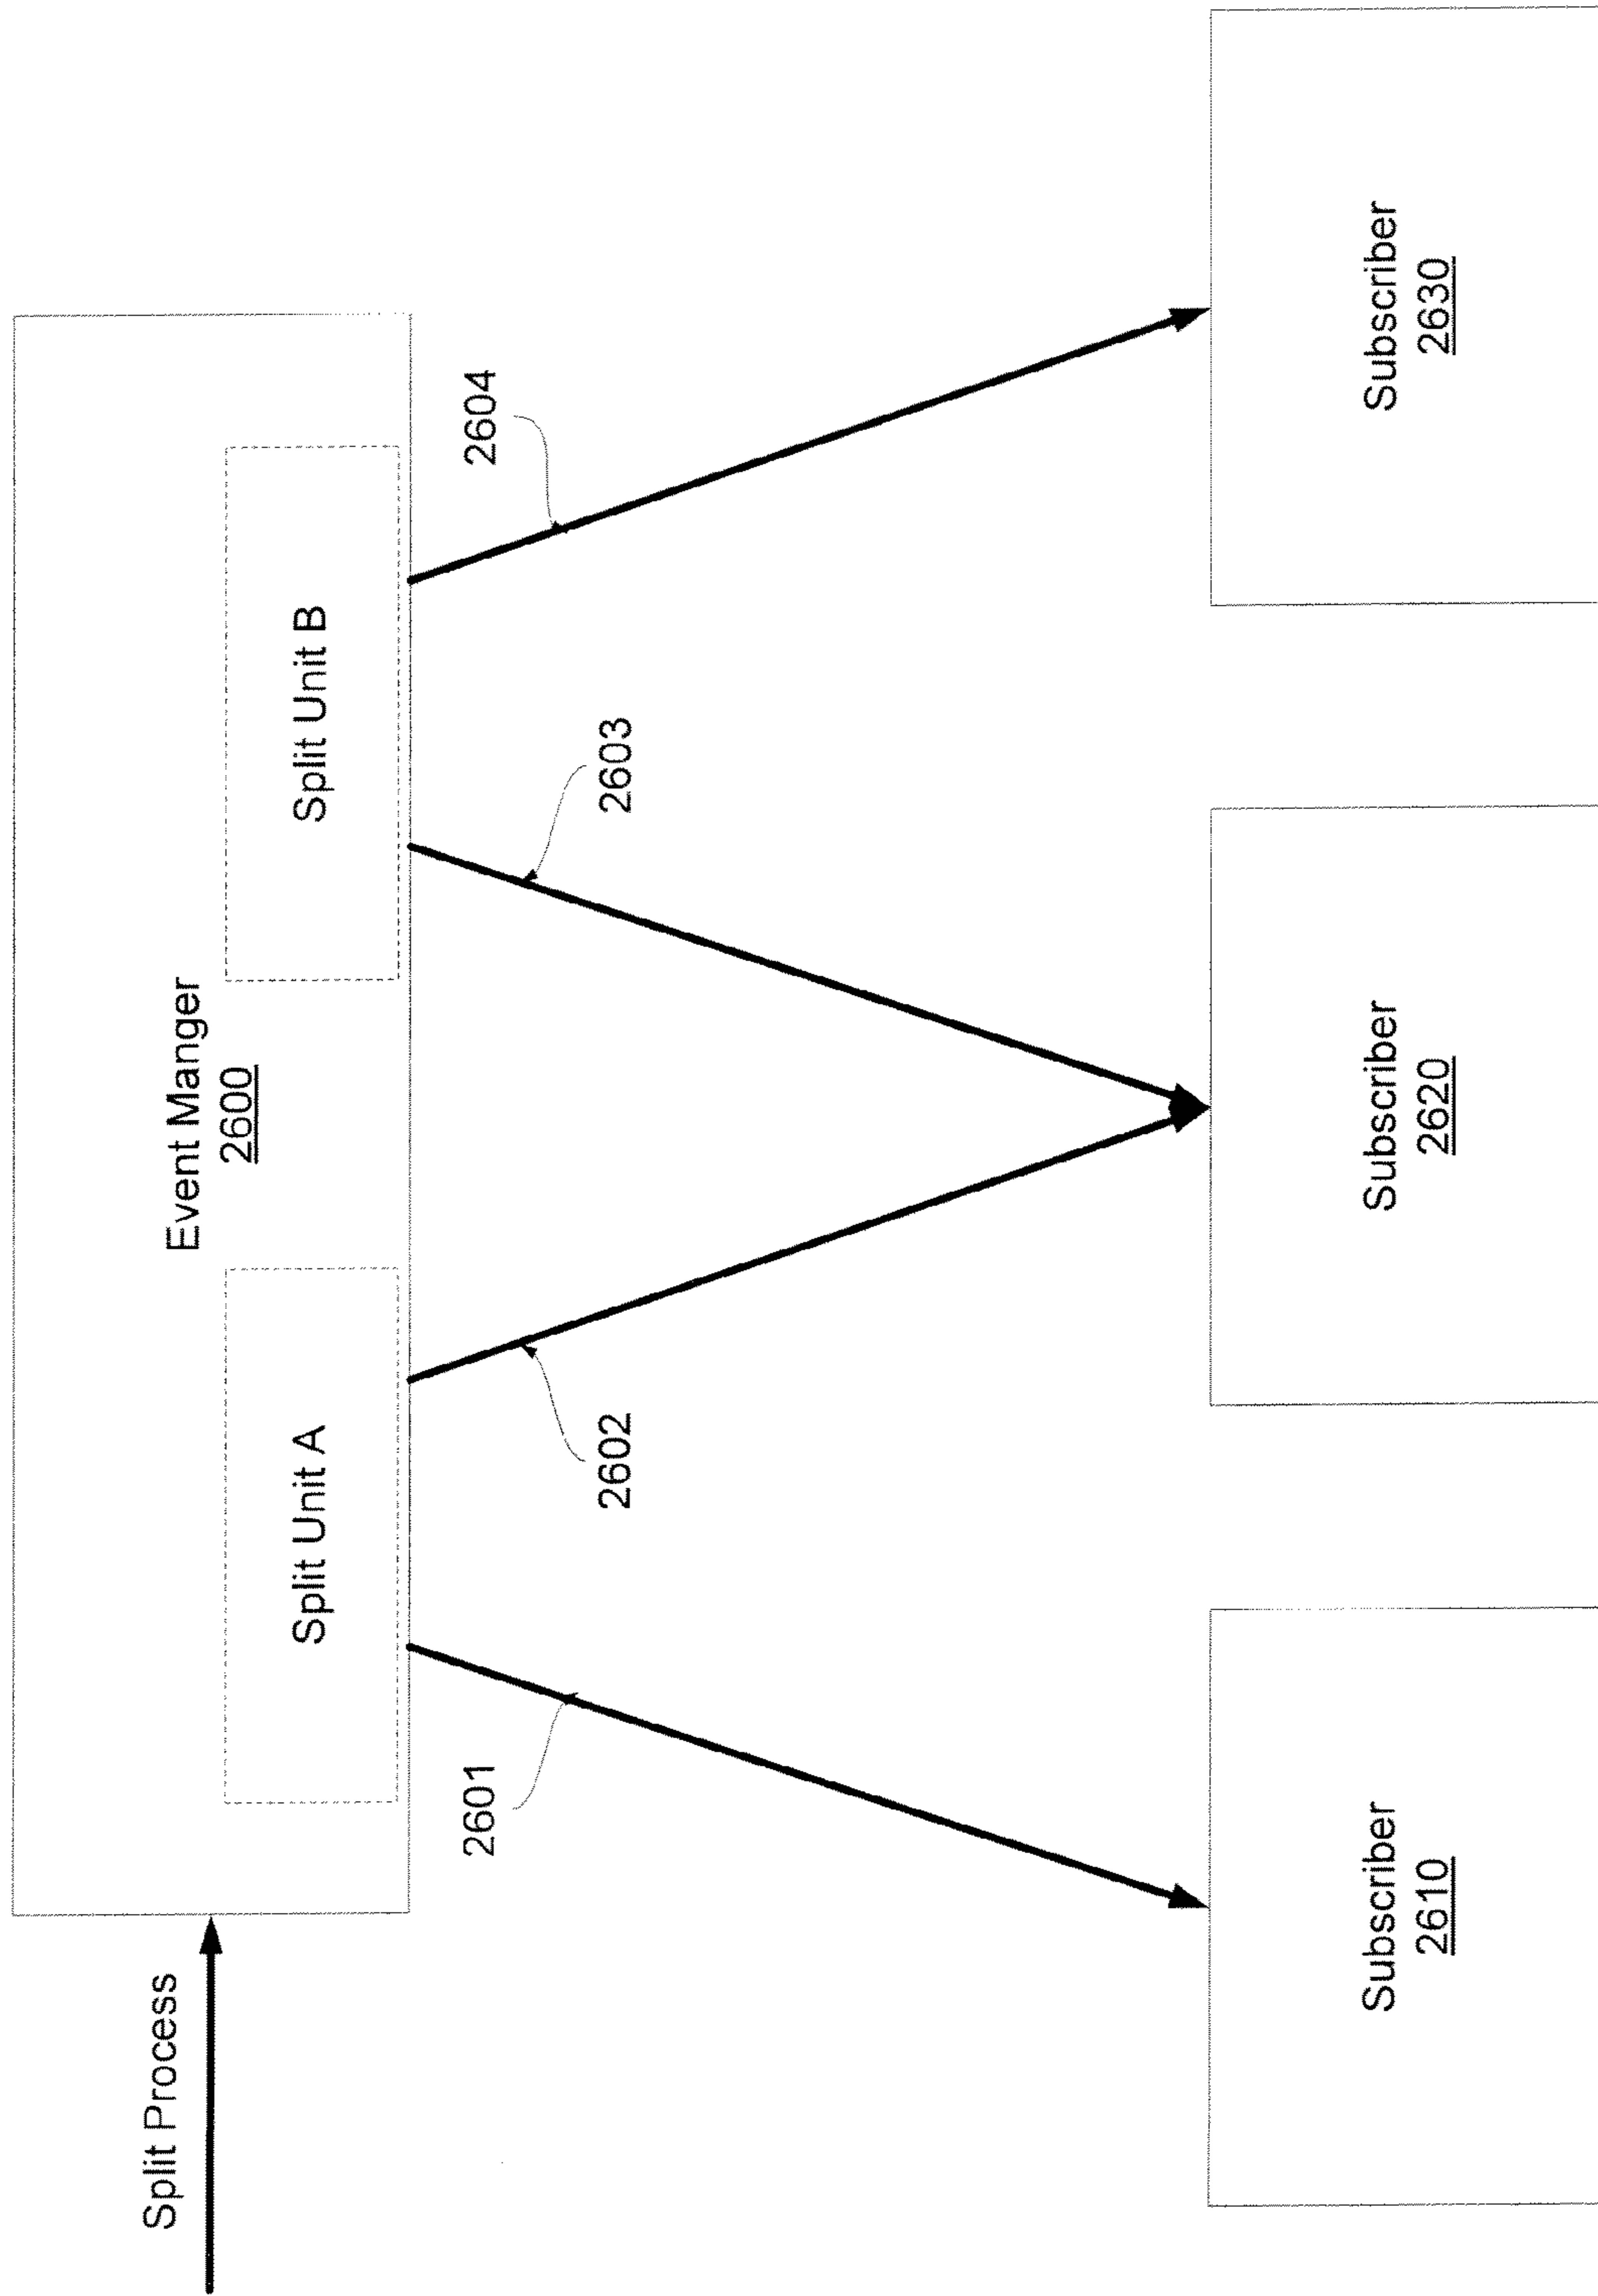 Split Process
Event Manger
2600
Split Unit A
Split Unit B
2601
2602
2603
2604
Subscriber
2610
Subscriber
2620
Subscriber
2630